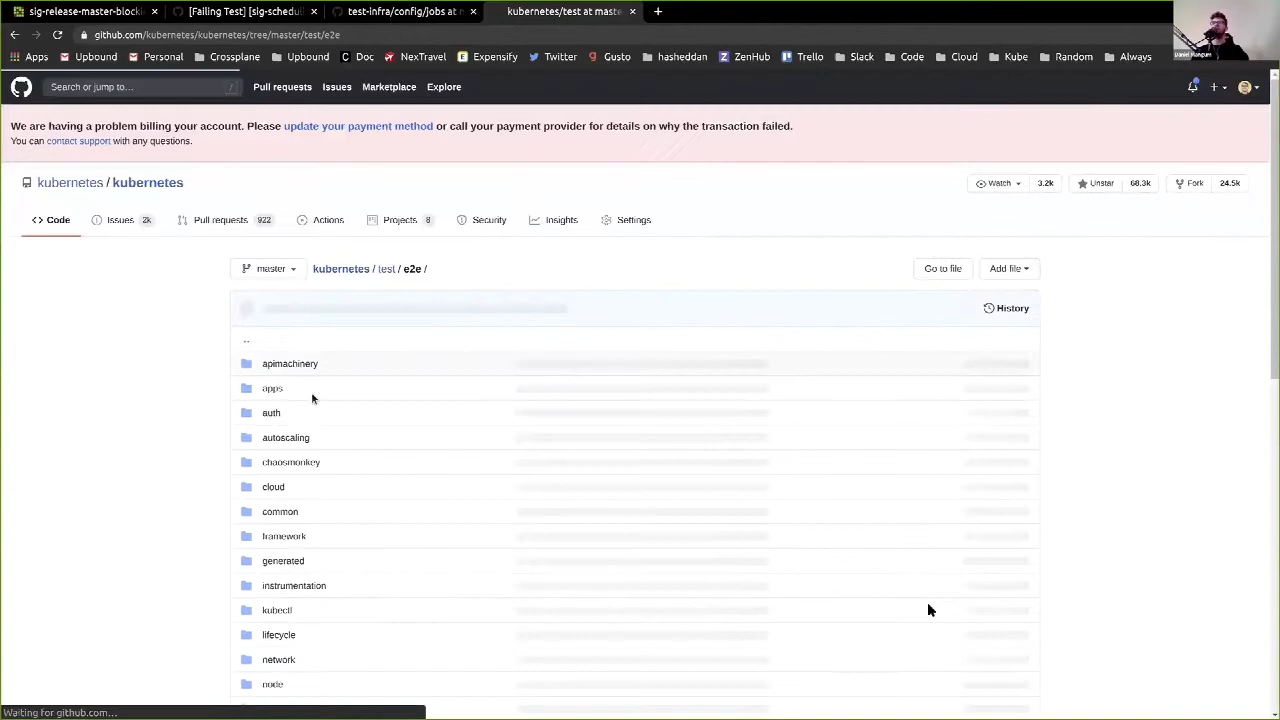 sig-release-master-blocki
[Failing Test] [sig-schedul
test-infra/config/jobs at m
kubernetes/test at maste
github.com/kubernetes/kubernetes/tree/master/test/e2e
Apps
Upbound
Personal
Crossplane
Upbound
Doc
NexTravel
Expensify
Twitter
Gusto
hasheddan
ZenHub
Trello
Slack
Code
Cloud
Kube
Random
Always
Daniel Mangum
Search or jump to…
/
Pull requests
Issues
Marketplace
Explore
We are having a problem billing your account. Please update your payment method or call your payment provider for details on why the transaction failed.
You can contact support with any questions.
kubernetes / kubernetes
Watch 3.2k
Unstar 68.3k
Fork 24.5k
Code
Issues 2k
Pull requests 922
Actions
Projects 8
Security
Insights
Settings
master
kubernetes / test / e2e /
Go to file
Add file
History
..
apimachinery
apps
auth
autoscaling
chaosmonkey
cloud
common
framework
generated
instrumentation
kubectl
lifecycle
network
node
Waiting for github.com…